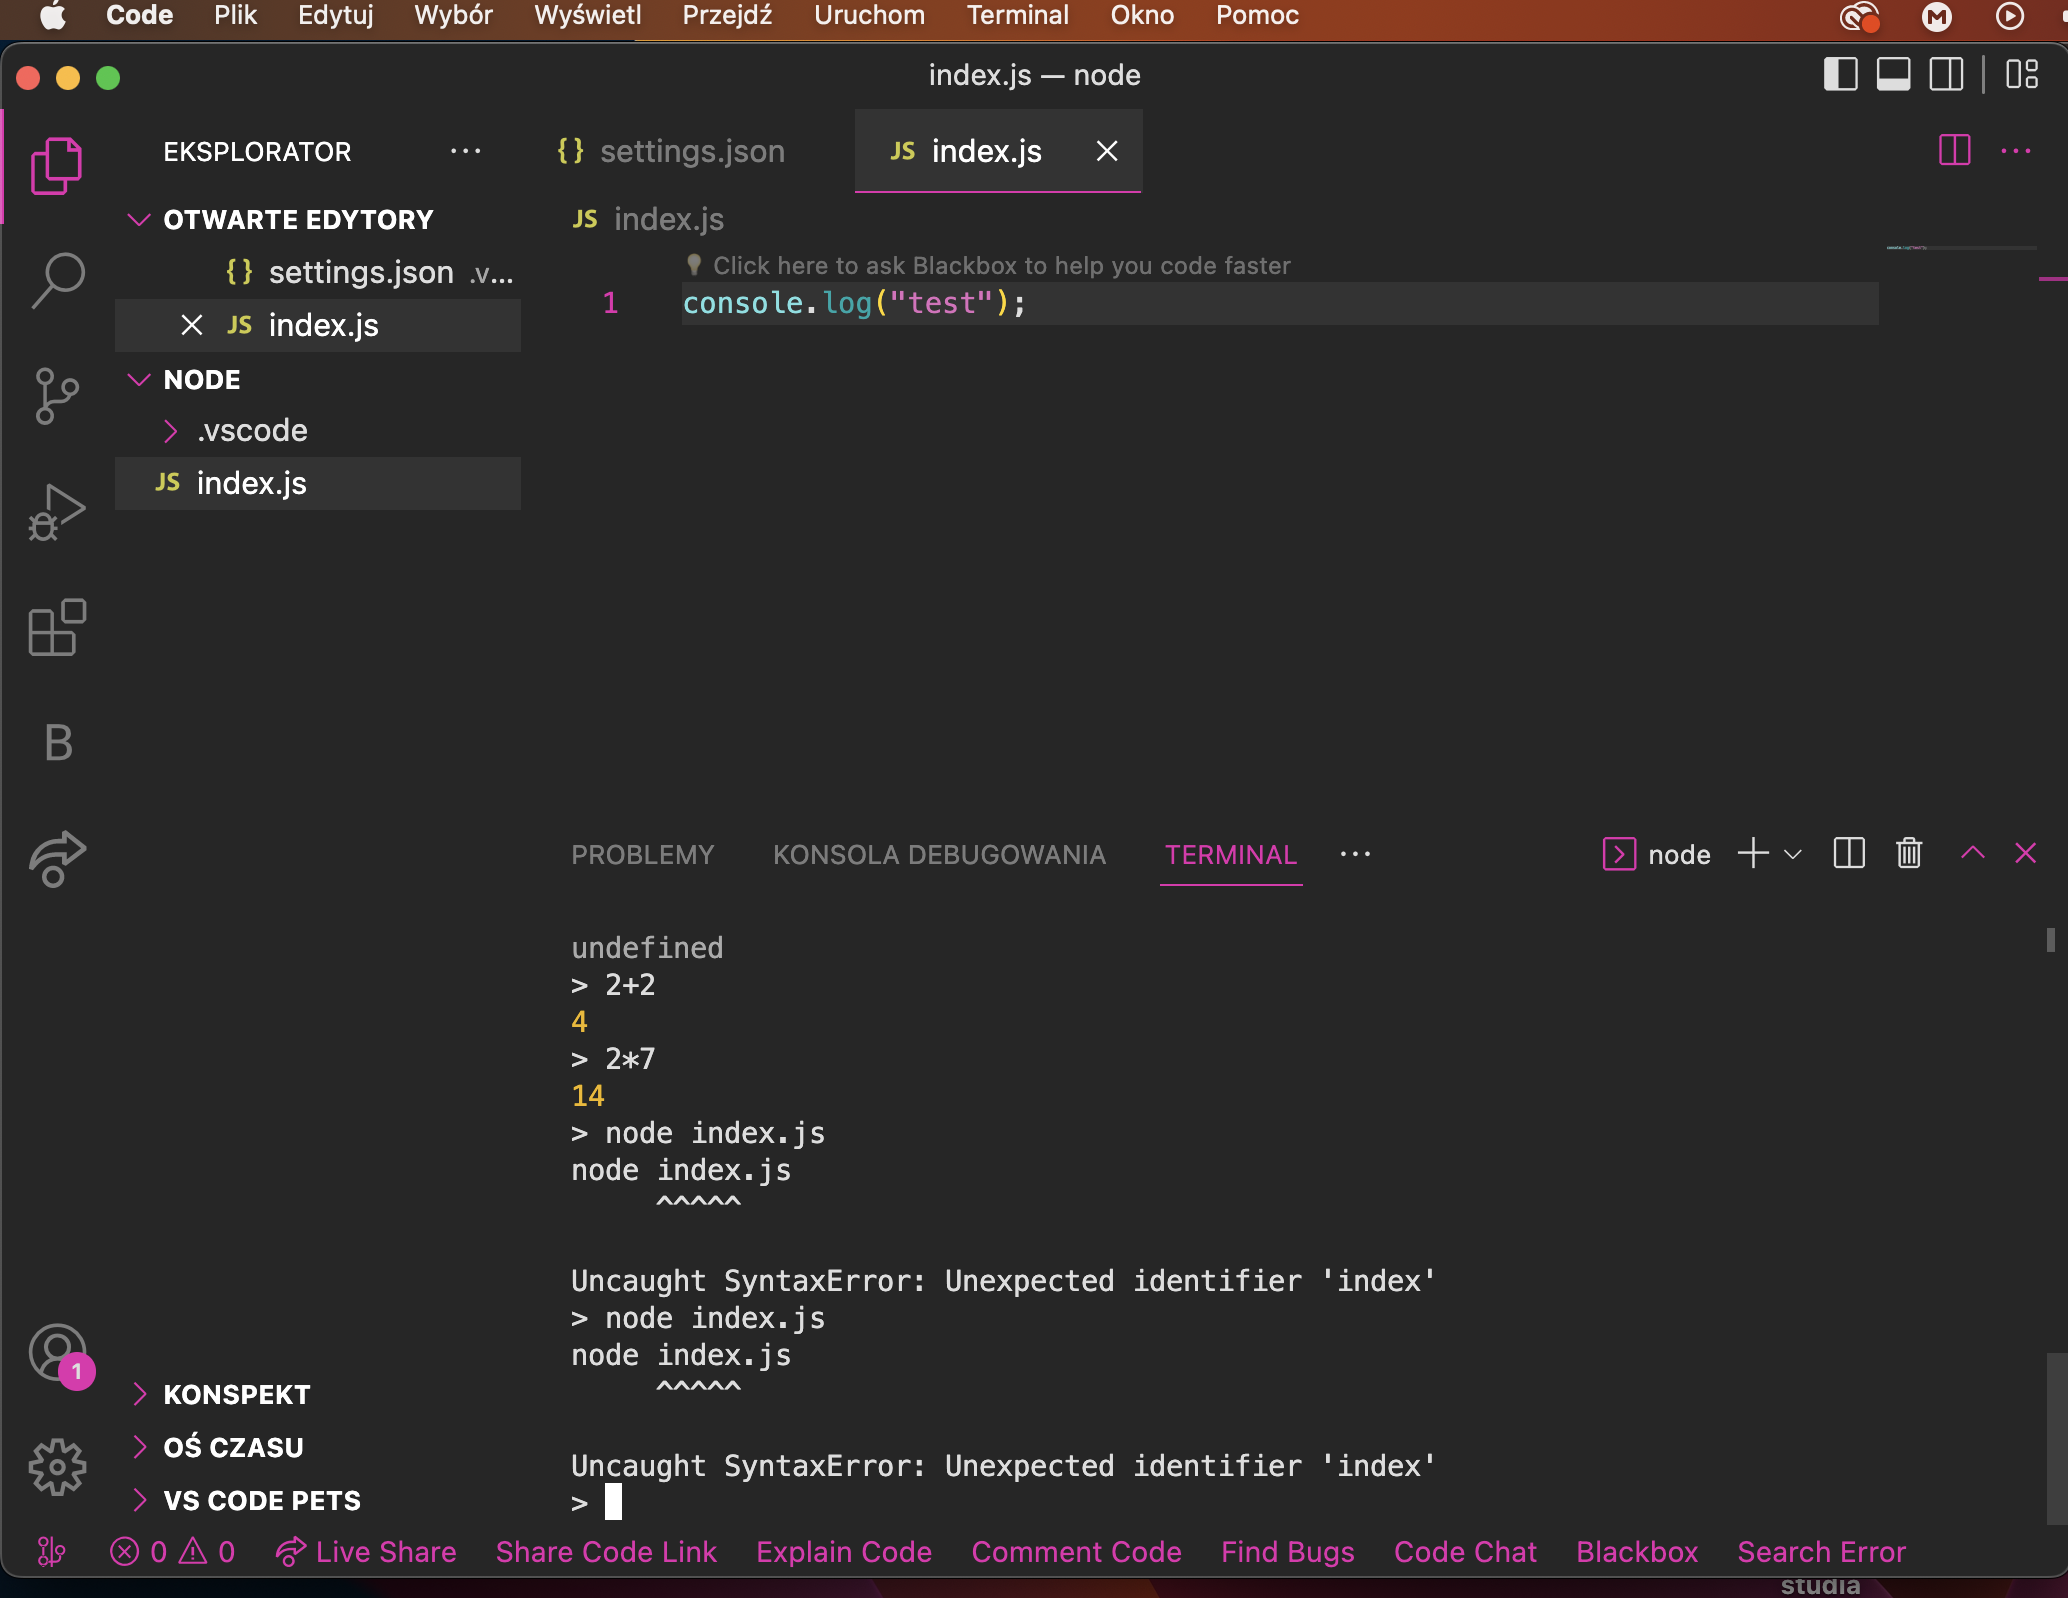 Code Plik Edytuj Wybór Wyświetl Przejdź Uruchom Terminal Okno Pomoc
index.js — node
EKSPLORATOR ...
{} settings.json
JS index.js
OTWARTE EDYTORY
{} settings.json .v...
JS index.js
NODE
.vscode
JS index.js
B
1
KONSPEKT
OŚ CZASU
VS CODE PETS
JS index.js
Click here to ask Blackbox to help you code faster
1 console.log("test");
PROBLEMY KONSOLA DEBUGOWANIA TERMINAL ... node
undefined
> 2+2
4
> 2*7
14
> node index.js
node index.js
^^^^^
Uncaught SyntaxError: Unexpected identifier 'index'
> node index.js
node index.js
^^^^^
Uncaught SyntaxError: Unexpected identifier 'index'
>
0 0 Live Share Share Code Link Explain Code Comment Code Find Bugs Code Chat Blackbox Search Error
studia